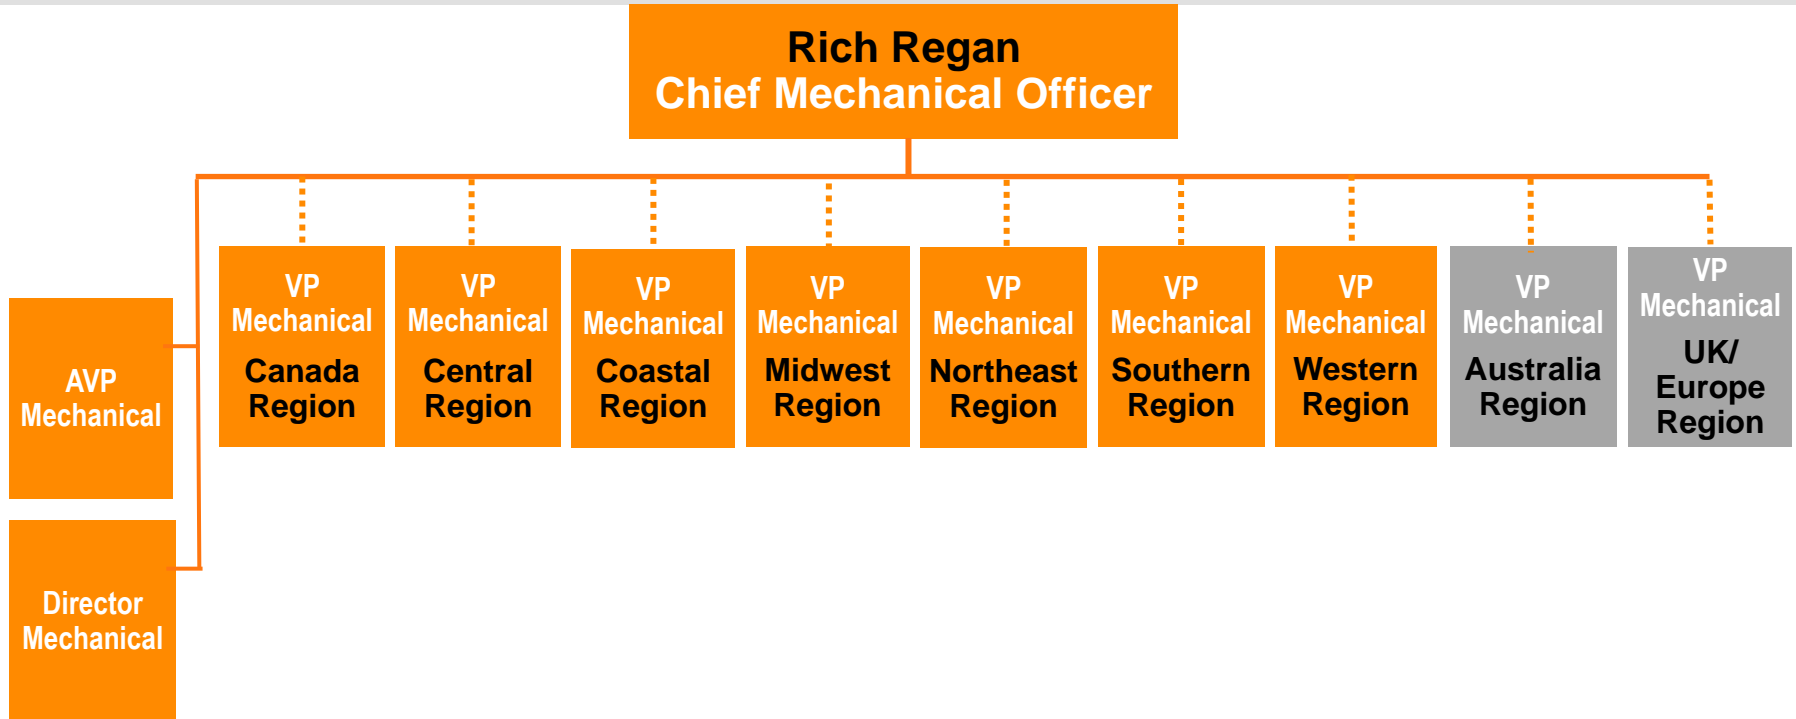 Rich Regan
Chief Mechanical Officer
VP
Mechanical
Canada
Region
VP
Mechanical
Central
Region
VP
Mechanical
Coastal
Region
VP
Mechanical
Midwest
Region
VP
Mechanical
Northeast
Region
VP
Mechanical
Southern
Region
VP
Mechanical
Western
Region
VP
Mechanical
Australia
Region
VP
Mechanical
UK/
Europe
Region
AVP
Mechanical
Director
Mechanical